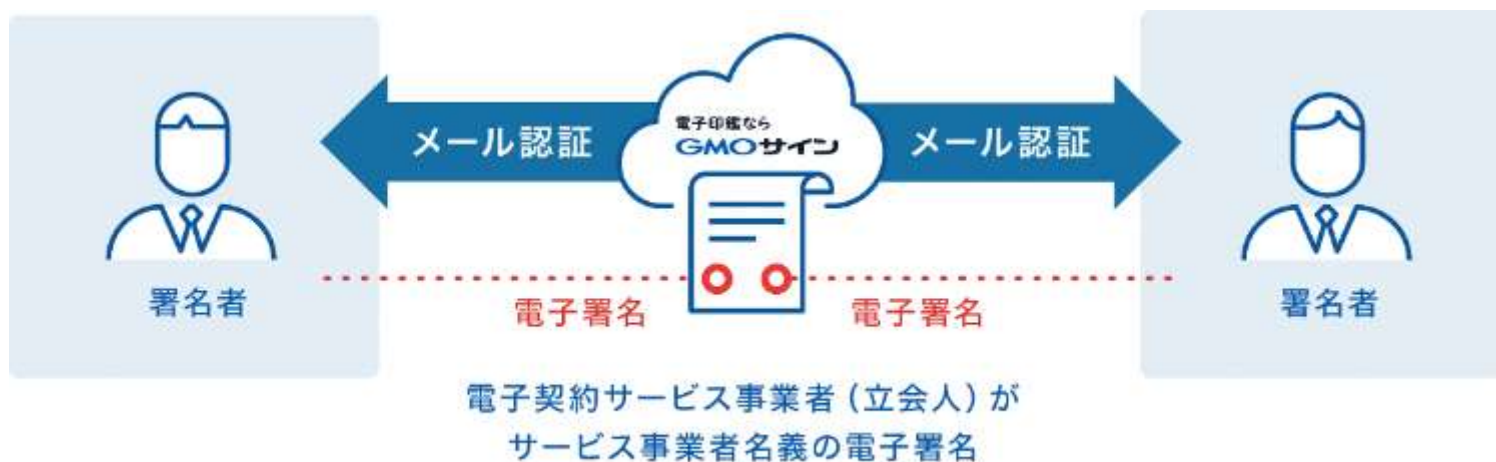 電子印鑑なら
GMOサイン
メール認証
メール認証
署名者
電子署名
電子署名
署名者
電子契約サービス事業者（立会人）が
サービス事業者名義の電子署名